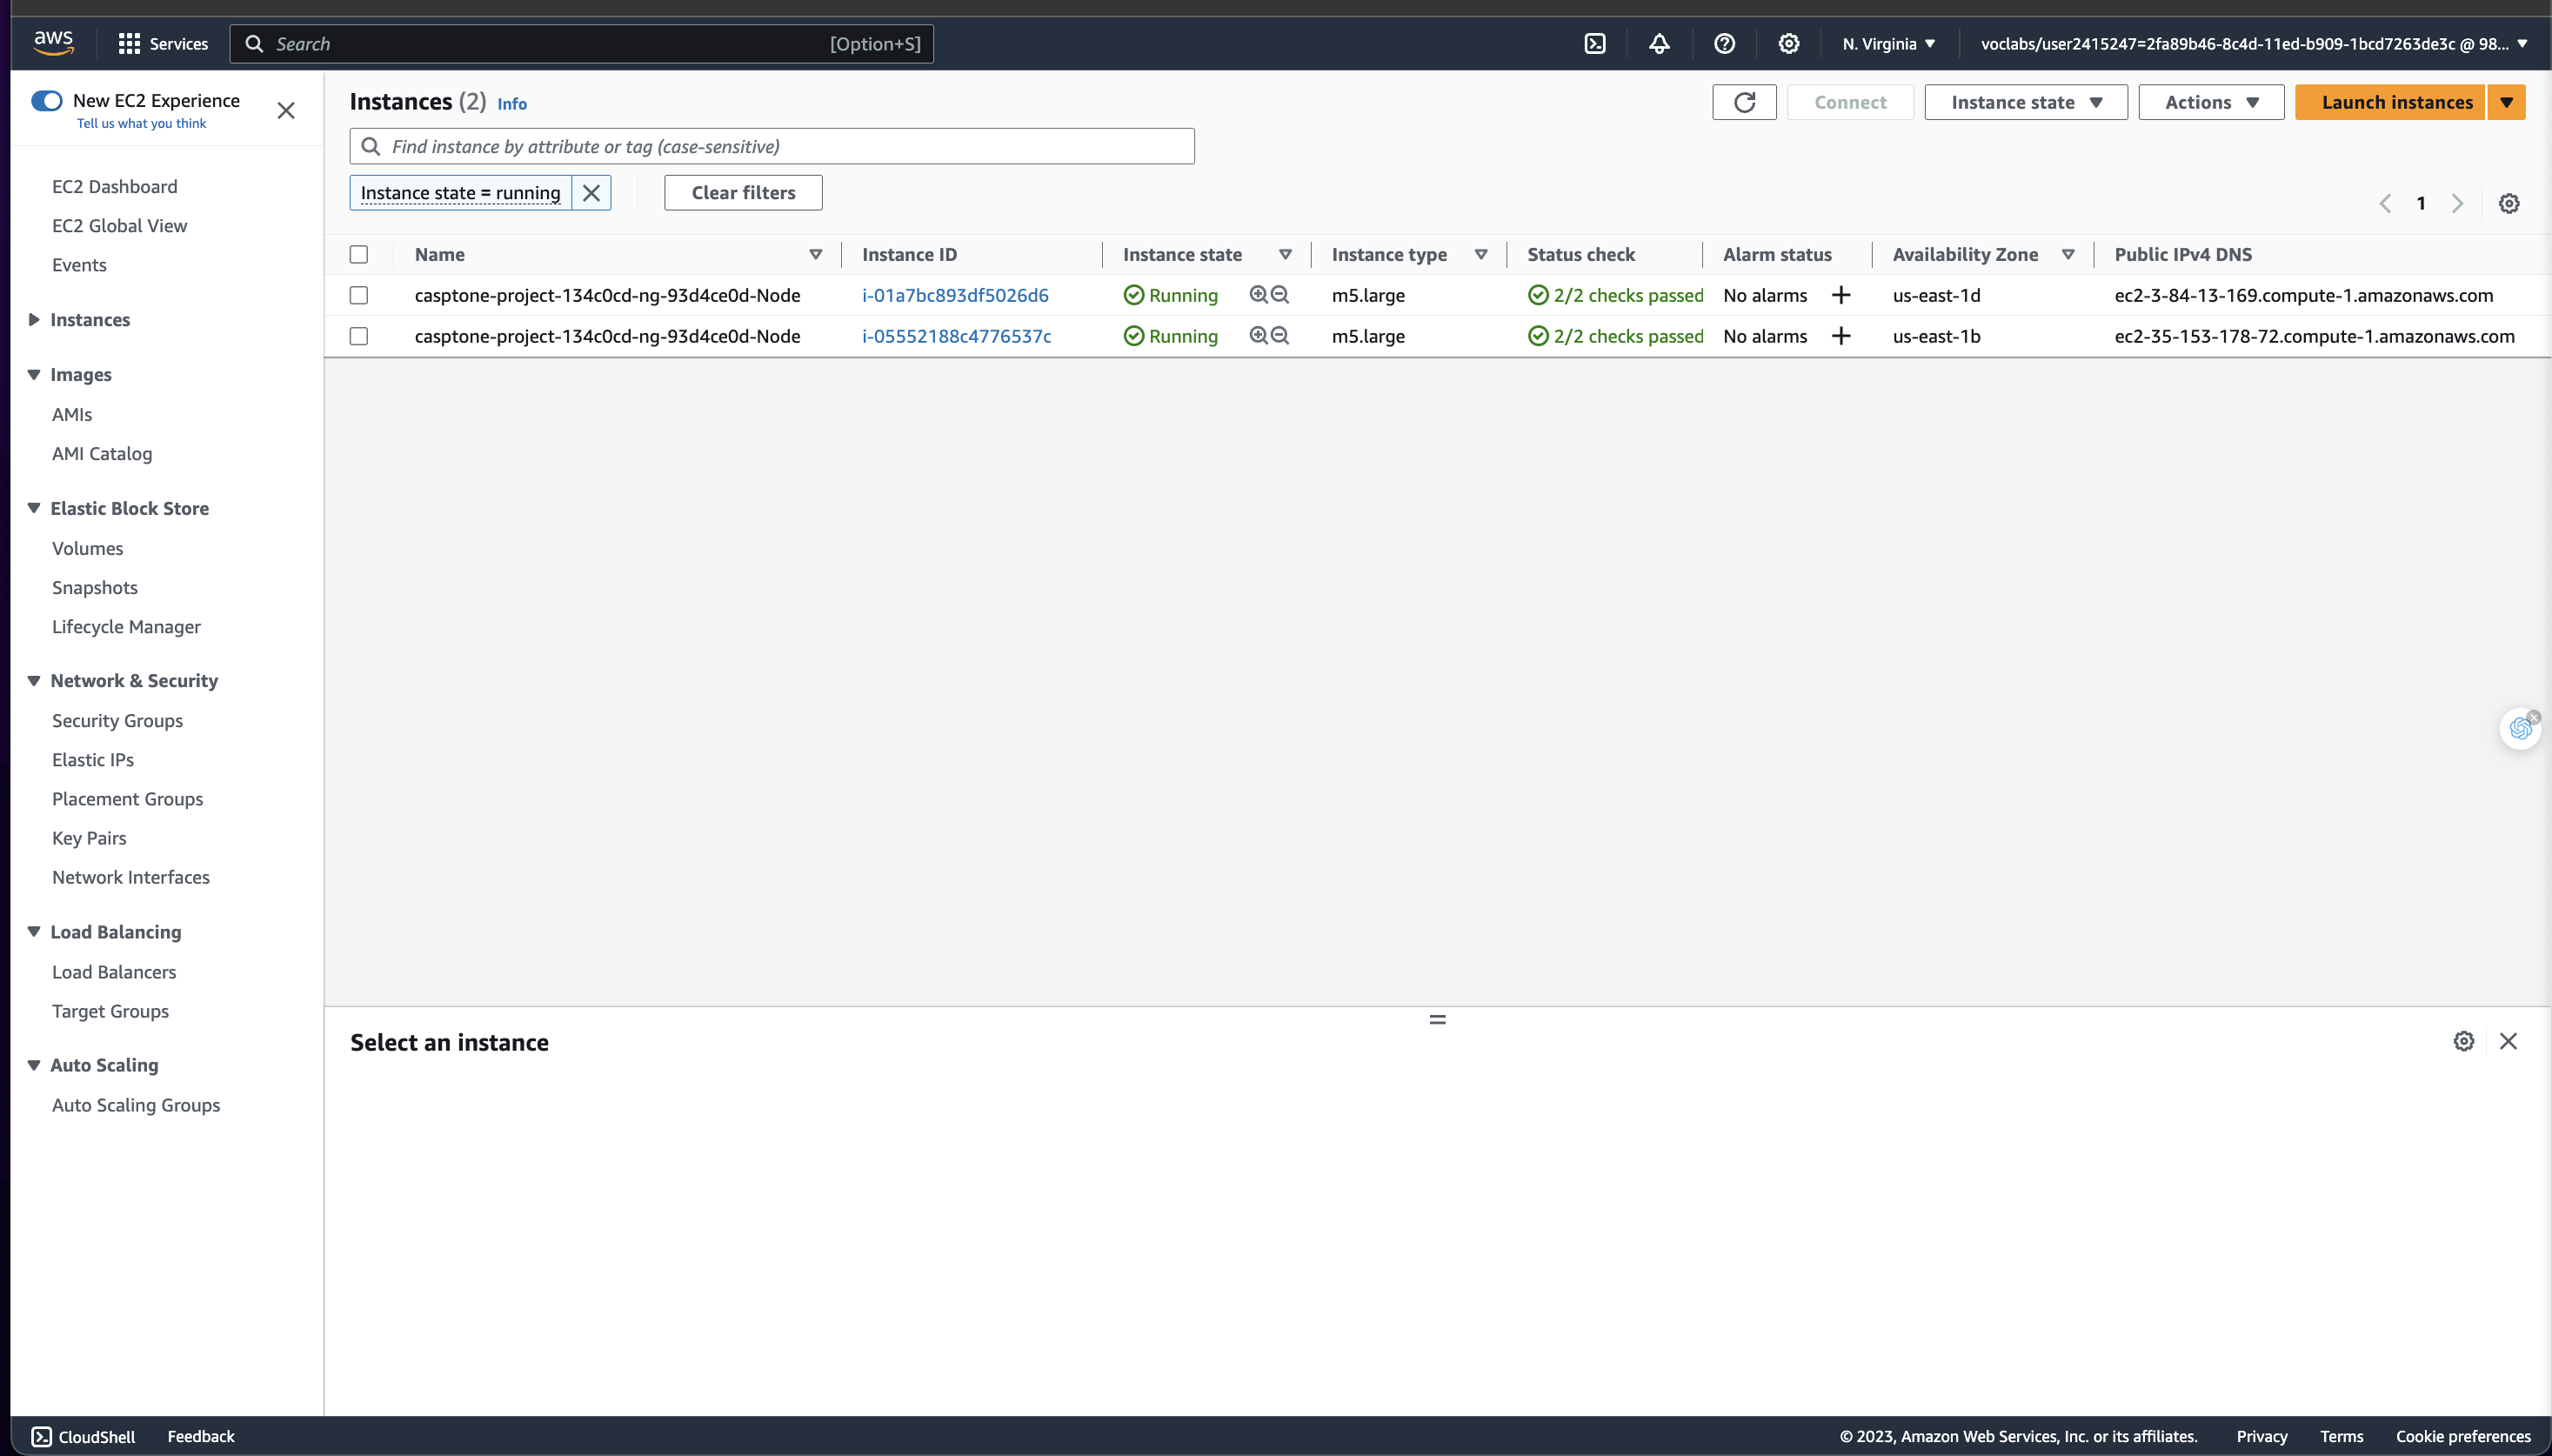 aws
Services
Search
[Option+S]
N. Virginia
voclabs/user2415247=2fa89b46-8c4d-11ed-b909-1bcd7263de3c @ 98...
New EC2 Experience
Tell us what you think
EC2 Dashboard
EC2 Global View
Events
Instances
Images
AMIs
AMI Catalog
Elastic Block Store
Volumes
Snapshots
Lifecycle Manager
Network & Security
Security Groups
Elastic IPs
Placement Groups
Key Pairs
Network Interfaces
Load Balancing
Load Balancers
Target Groups
Auto Scaling
Auto Scaling Groups
Instances (2) Info
Connect
Instance state
Actions
Launch instances
Find instance by attribute or tag (case-sensitive)
Instance state = running
Clear filters
1
Name Instance ID Instance state Instance type Status check Alarm status Availability Zone Public IPv4 DNS
casptone-project-134c0cd-ng-93d4ce0d-Node i-01a7bc893df5026d6 Running m5.large 2/2 checks passed No alarms us-east-1d ec2-3-84-13-169.compute-1.amazonaws.com
casptone-project-134c0cd-ng-93d4ce0d-Node i-05552188c4776537c Running m5.large 2/2 checks passed No alarms us-east-1b ec2-35-153-178-72.compute-1.amazonaws.com
Select an instance
CloudShell Feedback © 2023, Amazon Web Services, Inc. or its affiliates. Privacy Terms Cookie preferences